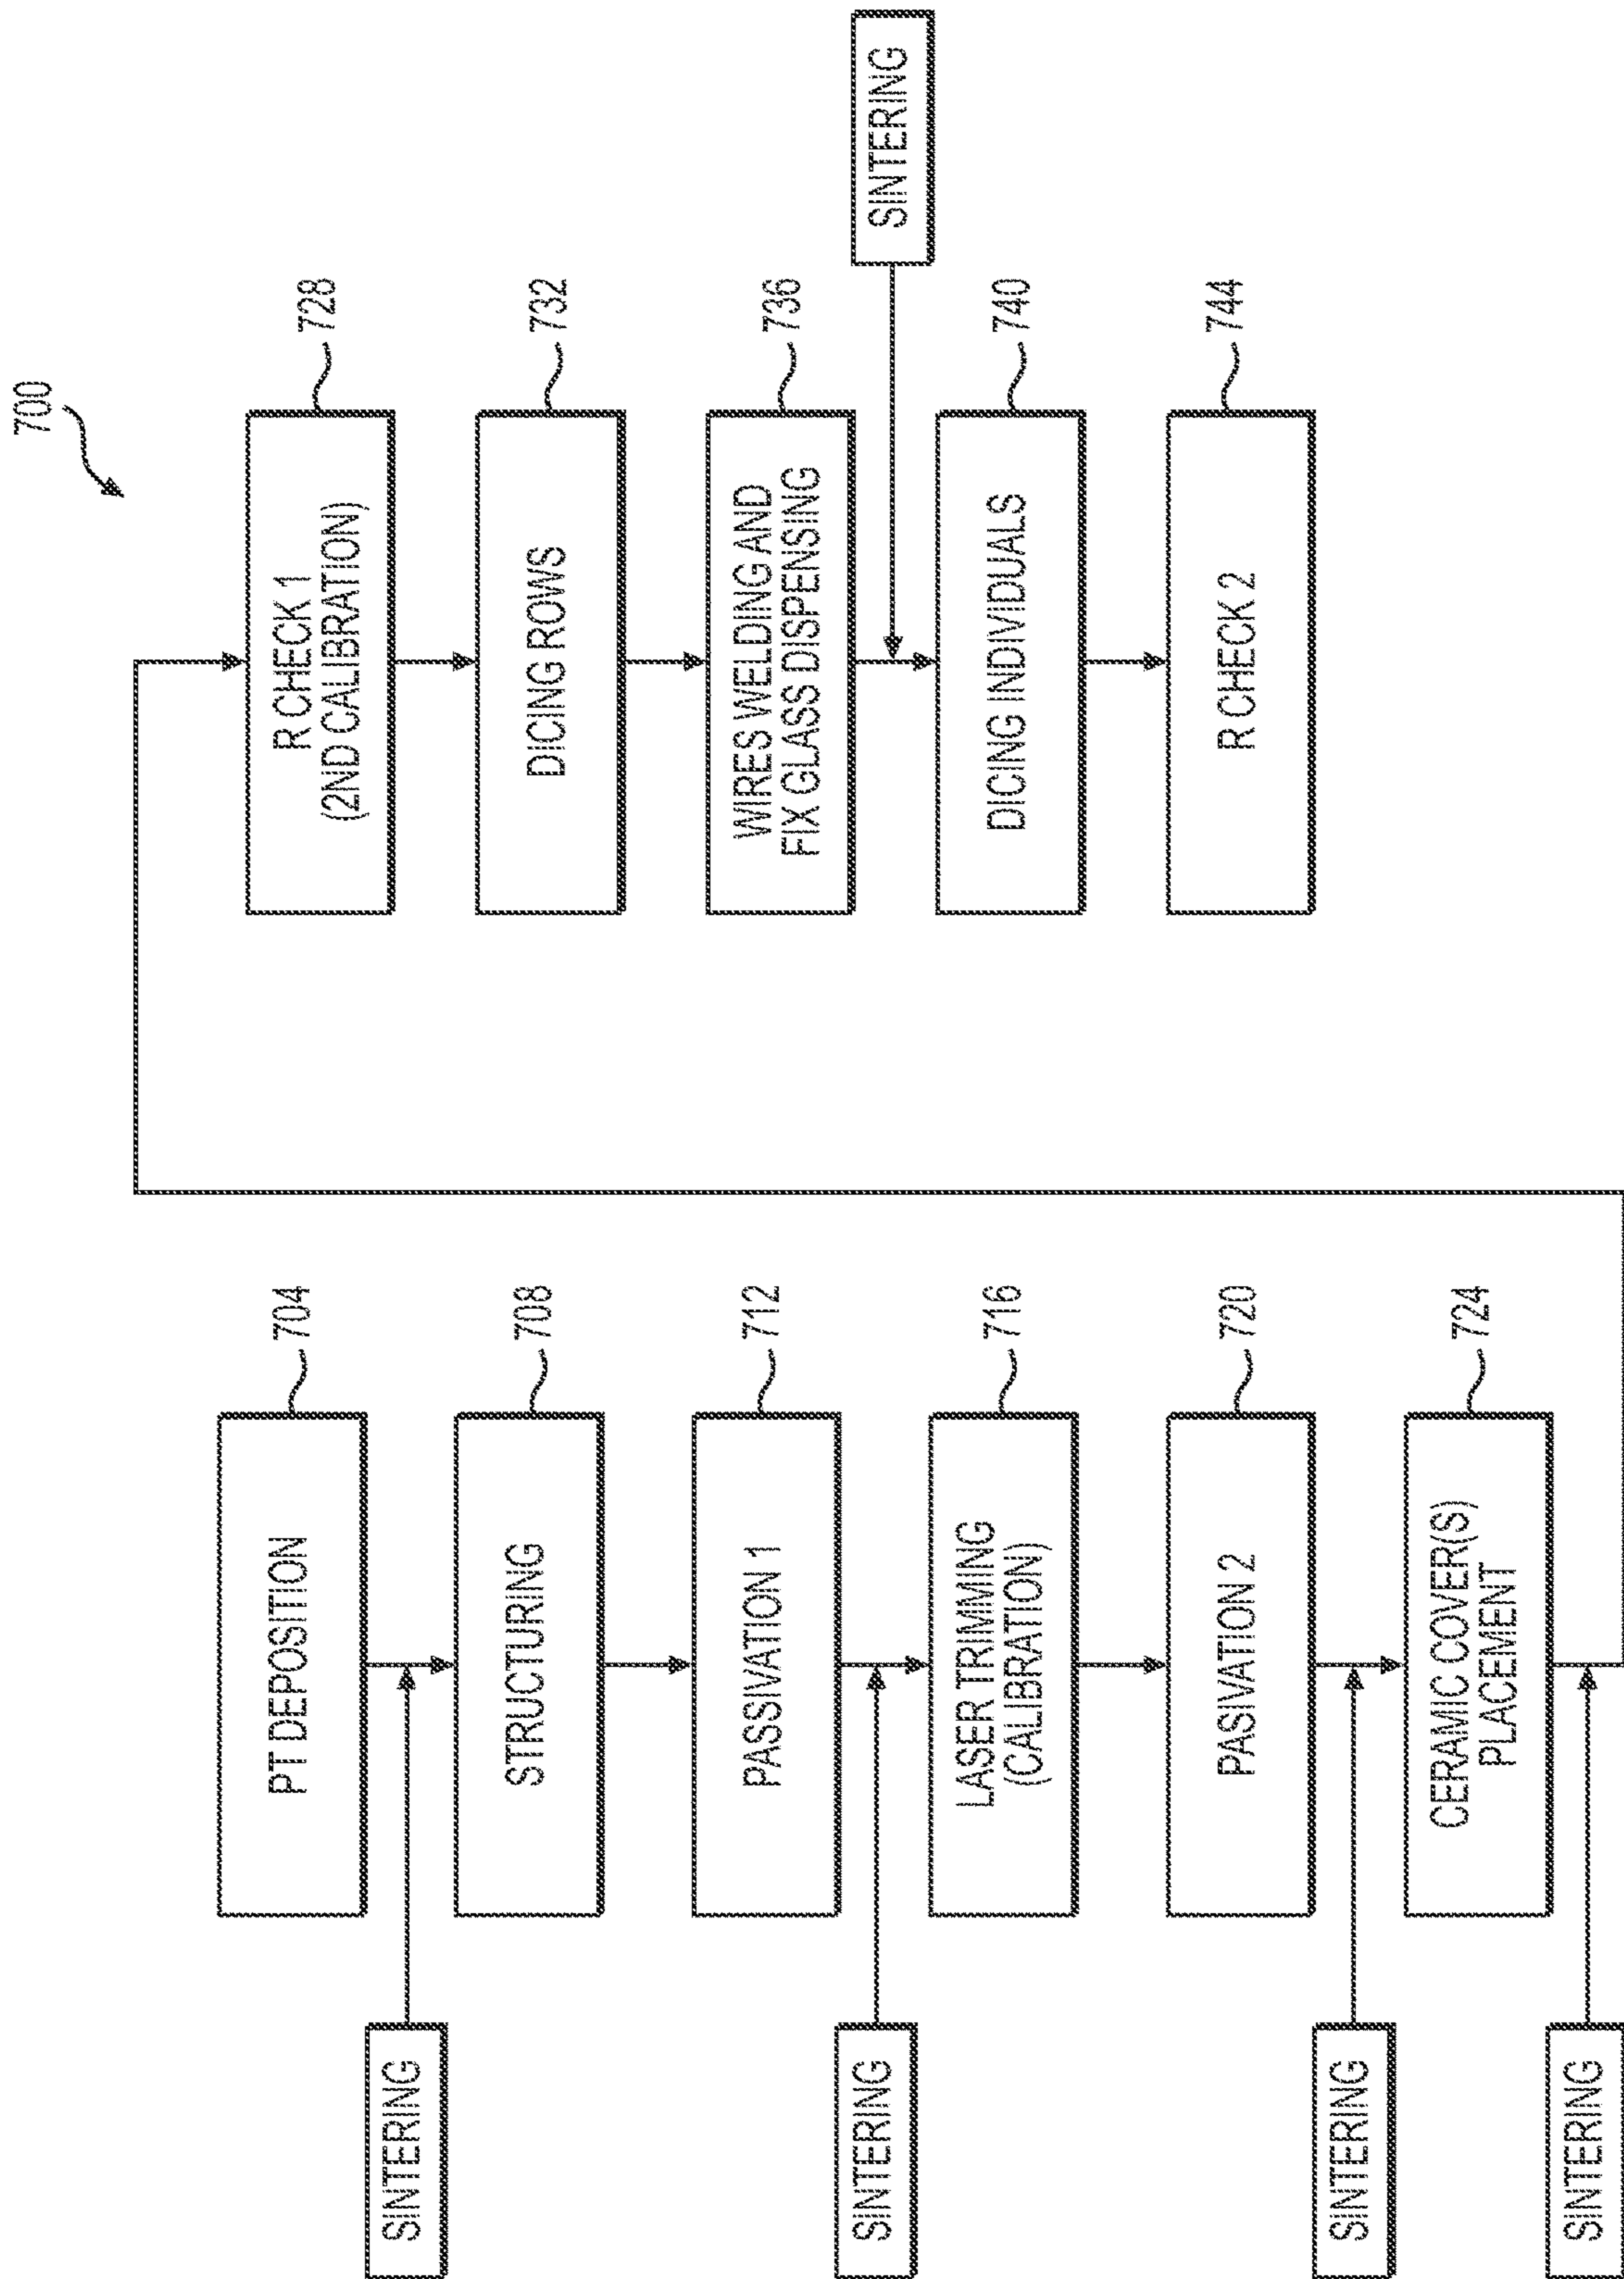 700
PT DEPOSITION
704
SINTERING
STRUCTURING
708
PASSIVATION 1
712
SINTERING
LASER TRIMMING
(CALIBRATION)
716
PASIVATION 2
720
SINTERING
CERAMIC COVER(S)
PLACEMENT
724
SINTERING
R CHECK 1
(2ND CALIBRATION)
728
DICING ROWS
732
WIRES WELDING AND
FIX GLASS DISPENSING
736
SINTERING
DICING INDIVIDUALS
740
R CHECK 2
744